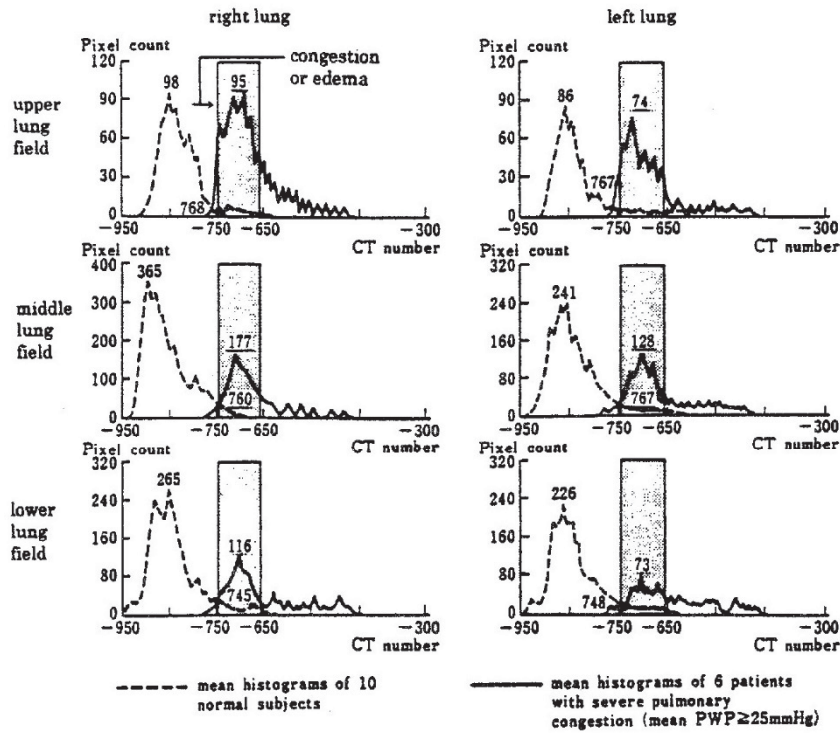 right lung
left lung
Pixel count
Pixel count
congestion
or edema
upper
lung
field
120
90
60
30
0
98
95
768
−950
−750
−650
−300
CT number
120
90
60
30
0
86
74
767
−950
−750
−650
−300
CT number
Pixel count
Pixel count
middle
lung
field
400
300
200
100
0
365
177
760
−950
−750
−650
−300
CT number
320
240
160
80
0
241
128
767
−950
−750
−650
−300
CT number
Pixel count
Pixel count
lower
lung
field
320
240
160
80
0
265
116
745
−950
−750
−650
−300
CT number
320
240
160
80
0
226
73
748
−950
−750
−650
−300
CT number
mean histograms of 10
normal subjects
mean histograms of 6 patients
with severe pulmonary
congestion (mean PWP≥25mmHg)